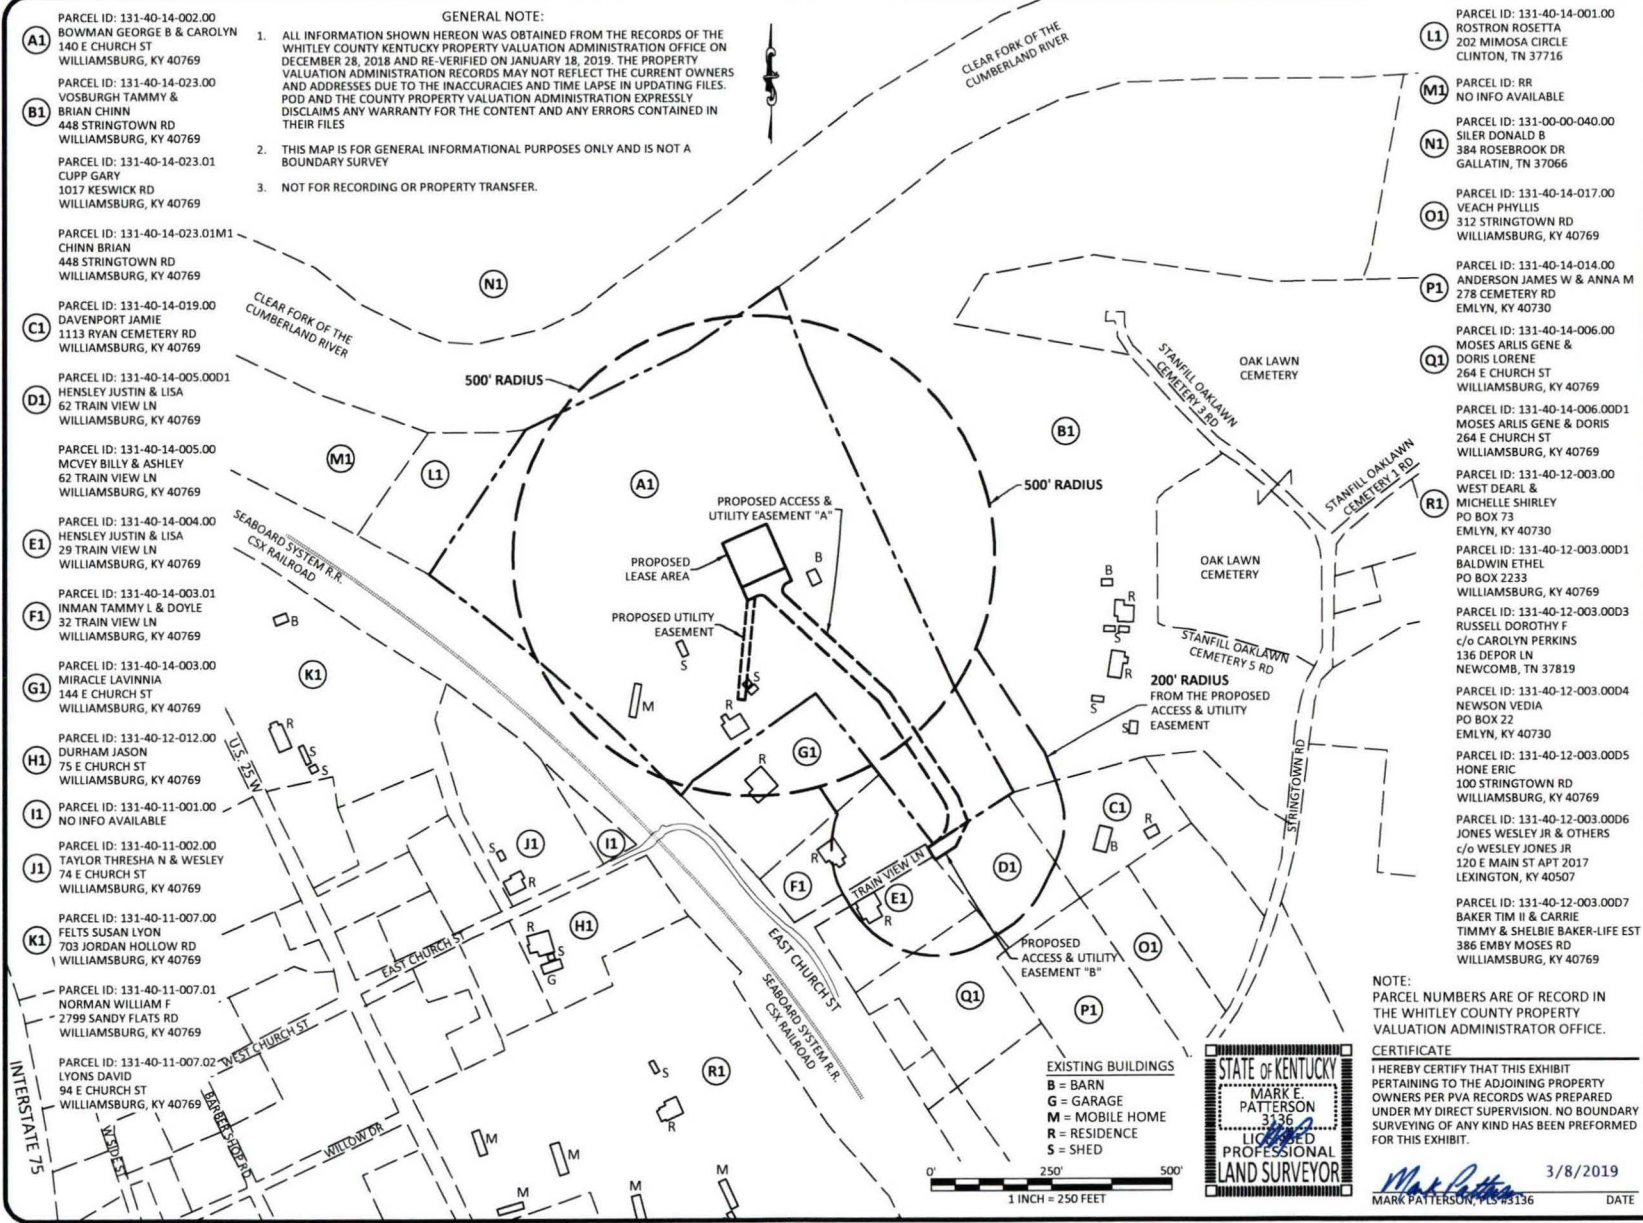 A1
PARCEL ID: 131-40-14-002.00
BOWMAN GEORGE B & CAROLYN
140 E CHURCH ST
WILLIAMSBURG, KY 40769
B1
PARCEL ID: 131-40-14-023.00
VOSBURGH TAMMY &
BRIAN CHINN
448 STRINGTOWN RD
WILLIAMSBURG, KY 40769
PARCEL ID: 131-40-14-023.01
CUPP GARY
1017 KESWICK RD
WILLIAMSBURG, KY 40769
PARCEL ID: 131-40-14-023.01M1
CHINN BRIAN
448 STRINGTOWN RD
WILLIAMSBURG, KY 40769
C1
PARCEL ID: 131-40-14-019.00
DAVENPORT JAMIE
1113 RYAN CEMETERY RD
WILLIAMSBURG, KY 40769
D1
PARCEL ID: 131-40-14-005.00D1
HENSLEY JUSTIN & LISA
62 TRAIN VIEW LN
WILLIAMSBURG, KY 40769
PARCEL ID: 131-40-14-005.00
MCVEY BILLY & ASHLEY
62 TRAIN VIEW LN
WILLIAMSBURG, KY 40769
E1
PARCEL ID: 131-40-14-004.00
HENSLEY JUSTIN & LISA
29 TRAIN VIEW LN
WILLIAMSBURG, KY 40769
F1
PARCEL ID: 131-40-14-003.01
INMAN TAMMY L & DOYLE
32 TRAIN VIEW LN
WILLIAMSBURG, KY 40769
G1
PARCEL ID: 131-40-14-003.00
MIRACLE LAVINNIA
144 E CHURCH ST
WILLIAMSBURG, KY 40769
H1
PARCEL ID: 131-40-12-012.00
DURHAM JASON
75 E CHURCH ST
WILLIAMSBURG, KY 40769
I1
PARCEL ID: 131-40-11-001.00
NO INFO AVAILABLE
J1
PARCEL ID: 131-40-11-002.00
TAYLOR THRESHA N & WESLEY
74 E CHURCH ST
WILLIAMSBURG, KY 40769
K1
PARCEL ID: 131-40-11-007.00
FELTS SUSAN LYON
703 JORDAN HOLLOW RD
WILLIAMSBURG, KY 40769
PARCEL ID: 131-40-11-007.01
NORMAN WILLIAM F
2799 SANDY FLATS RD
WILLIAMSBURG, KY 40769
PARCEL ID: 131-40-11-007.02
LYONS DAVID
94 E CHURCH ST
WILLIAMSBURG, KY 40769
GENERAL NOTE:
1. ALL INFORMATION SHOWN HEREON WAS OBTAINED FROM THE RECORDS OF THE
WHITLEY COUNTY KENTUCKY PROPERTY VALUATION ADMINISTRATION OFFICE ON
DECEMBER 28, 2018 AND RE-VERIFIED ON JANUARY 18, 2019. THE PROPERTY
VALUATION ADMINISTRATION RECORDS MAY NOT REFLECT THE CURRENT OWNERS
AND ADDRESSES DUE TO THE INACCURACIES AND TIME LAPSE IN UPDATING FILES.
POD AND THE COUNTY PROPERTY VALUATION ADMINISTRATION EXPRESSLY
DISCLAIMS ANY WARRANTY FOR THE CONTENT AND ANY ERRORS CONTAINED IN
THEIR FILES
2. THIS MAP IS FOR GENERAL INFORMATIONAL PURPOSES ONLY AND IS NOT A
BOUNDARY SURVEY
3. NOT FOR RECORDING OR PROPERTY TRANSFER.
CLEAR FORK OF THE
CUMBERLAND RIVER
N1
CLEAR FORK OF THE
CUMBERLAND RIVER
500' RADIUS
M1
L1
A1
B1
500' RADIUS
PROPOSED ACCESS &
UTILITY EASEMENT "A"
PROPOSED
LEASE AREA
B
PROPOSED UTILITY
EASEMENT
S
S
M
R
R
G1
SEABOARD SYSTEM R.R.
CSX RAILROAD
B
K1
R
S
S
U.S. 25 W
STANFILL OAKLAWN
CEMETERY 3 RD
OAK LAWN
CEMETERY
STANFILL OAKLAWN
CEMETERY 1 RD
OAK LAWN
CEMETERY
B
R
S
R
S
S
STANFILL OAKLAWN
CEMETERY 5 RD
200' RADIUS
FROM THE PROPOSED
ACCESS & UTILITY
EASEMENT
STRINGTOWN RD
C1
R
B
D1
R
F1
TRAIN VIEW LN
E1
R
S
J1
R
I1
H1
R
S
G
EAST CHURCH ST
EAST CHURCH ST
SEABOARD SYSTEM R.R.
CSX RAILROAD
PROPOSED
ACCESS & UTILITY
EASEMENT "B"
O1
Q1
P1
WEST CHURCH ST
INTERSTATE 75
W SIDE ST
BARBER SHOP RD
WILLOW DR
S
R1
R
M
M
M
M
M
EXISTING BUILDINGS
B = BARN
G = GARAGE
M = MOBILE HOME
R = RESIDENCE
S = SHED
0' 250' 500'
1 INCH = 250 FEET
L1
PARCEL ID: 131-40-14-001.00
ROSTRON ROSETTA
202 MIMOSA CIRCLE
CLINTON, TN 37716
M1
PARCEL ID: RR
NO INFO AVAILABLE
N1
PARCEL ID: 131-00-00-040.00
SILER DONALD B
384 ROSEBROOK DR
GALLATIN, TN 37066
O1
PARCEL ID: 131-40-14-017.00
VEACH PHYLLIS
312 STRINGTOWN RD
WILLIAMSBURG, KY 40769
P1
PARCEL ID: 131-40-14-014.00
ANDERSON JAMES W & ANNA M
278 CEMETERY RD
EMLYN, KY 40730
Q1
PARCEL ID: 131-40-14-006.00
MOSES ARLIS GENE &
DORIS LORENE
264 E CHURCH ST
WILLIAMSBURG, KY 40769
PARCEL ID: 131-40-14-006.00D1
MOSES ARLIS GENE & DORIS
264 E CHURCH ST
WILLIAMSBURG, KY 40769
R1
PARCEL ID: 131-40-12-003.00
WEST DEARL &
MICHELLE SHIRLEY
PO BOX 73
EMLYN, KY 40730
PARCEL ID: 131-40-12-003.00D1
BALDWIN ETHEL
PO BOX 2233
WILLIAMSBURG, KY 40769
PARCEL ID: 131-40-12-003.00D3
RUSSELL DOROTHY F
c/o CAROLYN PERKINS
136 DEPOR LN
NEWCOMB, TN 37819
PARCEL ID: 131-40-12-003.00D4
NEWSON VEDIA
PO BOX 22
EMLYN, KY 40730
PARCEL ID: 131-40-12-003.00D5
HONE ERIC
100 STRINGTOWN RD
WILLIAMSBURG, KY 40769
PARCEL ID: 131-40-12-003.00D6
JONES WESLEY JR & OTHERS
c/o WESLEY JONES JR
120 E MAIN ST APT 2017
LEXINGTON, KY 40507
PARCEL ID: 131-40-12-003.00D7
BAKER TIM II & CARRIE
TIMMY & SHELBIE BAKER-LIFE EST
386 EMBY MOSES RD
WILLIAMSBURG, KY 40769
NOTE:
PARCEL NUMBERS ARE OF RECORD IN
THE WHITLEY COUNTY PROPERTY
VALUATION ADMINISTRATOR OFFICE.
CERTIFICATE
I HEREBY CERTIFY THAT THIS EXHIBIT
PERTAINING TO THE ADJOINING PROPERTY
OWNERS PER PVA RECORDS WAS PREPARED
UNDER MY DIRECT SUPERVISION. NO BOUNDARY
SURVEYING OF ANY KIND HAS BEEN PREFORMED
FOR THIS EXHIBIT.
STATE OF KENTUCKY
MARK E.
PATTERSON
3136
LICENSED
PROFESSIONAL
LAND SURVEYOR
Mark Patterson 3/8/2019
MARK PATTERSON, PLS #3136 DATE